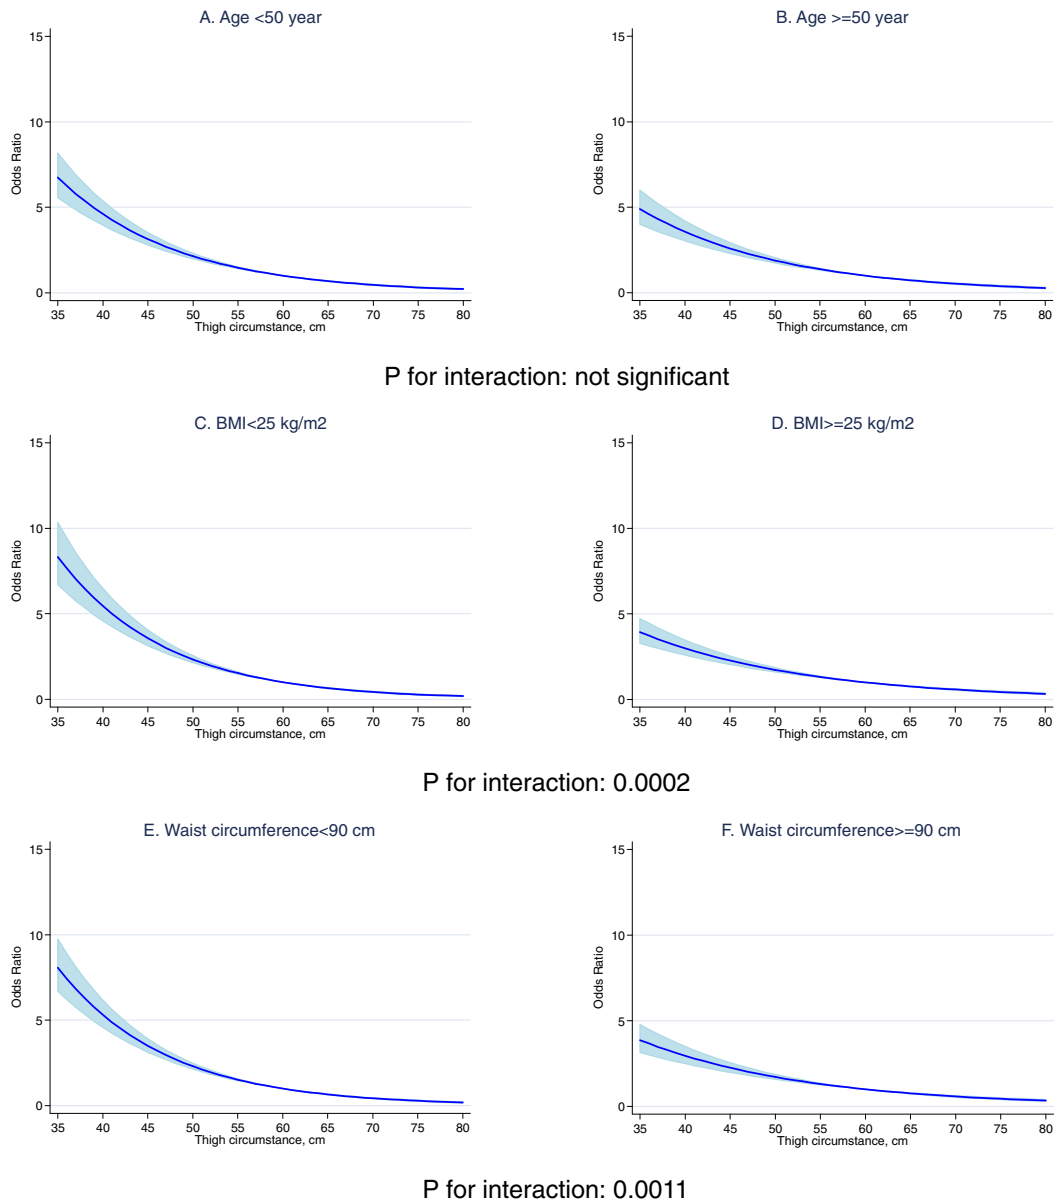 A. Age <50 year
15
10
5
0
Odds Ratio
35 40 45 50 55 60 65 70 75 80
Thigh circumstance, cm
B. Age >=50 year
15
10
5
0
Odds Ratio
35 40 45 50 55 60 65 70 75 80
Thigh circumstance, cm
P for interaction: not significant
C. BMI<25 kg/m2
15
10
5
0
Odds Ratio
35 40 45 50 55 60 65 70 75 80
Thigh circumstance, cm
D. BMI>=25 kg/m2
15
10
5
0
Odds Ratio
35 40 45 50 55 60 65 70 75 80
Thigh circumstance, cm
P for interaction: 0.0002
E. Waist circumference<90 cm
15
10
5
0
Odds Ratio
35 40 45 50 55 60 65 70 75 80
Thigh circumstance, cm
F. Waist circumference>=90 cm
15
10
5
0
Odds Ratio
35 40 45 50 55 60 65 70 75 80
Thigh circumstance, cm
P for interaction: 0.0011